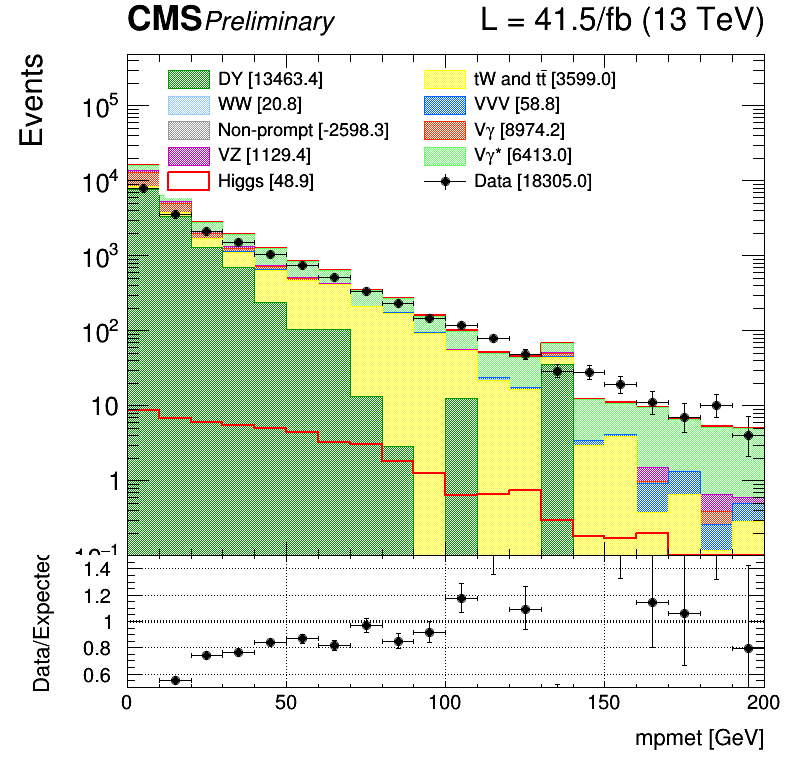 CMS Preliminary L = 41.5/fb (13 TeV)
Events
DY [13463.4] tW and tt̄ [3599.0]
WW [20.8] VVV [58.8]
Non-prompt [-2598.3] Vγ [8974.2]
VZ [1129.4] Vγ* [6413.0]
Higgs [48.9] Data [18305.0]
10⁵
10⁴
10³
10²
10
1
10⁻¹
Data/Expected
1.4
1.2
1
0.8
0.6
0 50 100 150 200
mpmet [GeV]